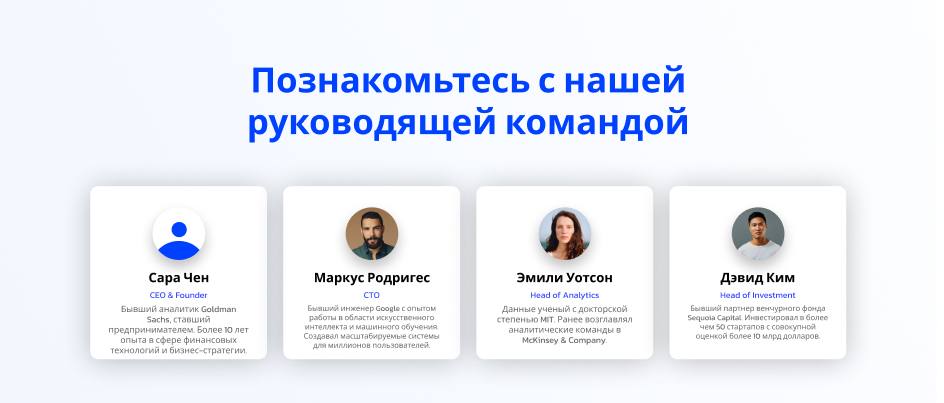 Познакомьтесь с нашей
руководящей командой
Сара Чен
CEO & Founder
Бывший аналитик Goldman
Sachs, ставший
предпринимателем. Более 10 лет
опыта в сфере финансовых
технологий и бизнес-стратегии.
Маркус Родригес
CTO
Бывший инженер Google с опытом
работы в области искусственного
интеллекта и машинного обучения.
Создавал масштабируемые системы
для миллионов пользователей.
Эмили Уотсон
Head of Analytics
Данные ученый с докторской
степенью MIT. Ранее возглавлял
аналитические команды в
McKinsey & Company.
Дэвид Ким
Head of Investment
Бывший партнер венчурного фонда
Sequoia Capital. Инвестировал в более
чем 50 стартапов с совокупной
оценкой более 10 млрд долларов.